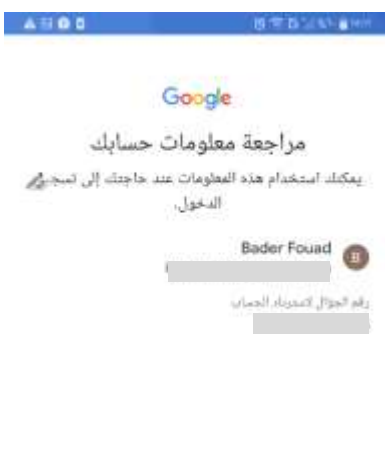 Google
مراجعة معلومات حسابك
يمكنك استخدام هذه المعلومات عند حاجتك إلى تسجيل
الدخول.
Bader Fouad
B
رقم الجوال لاسترداد الحساب